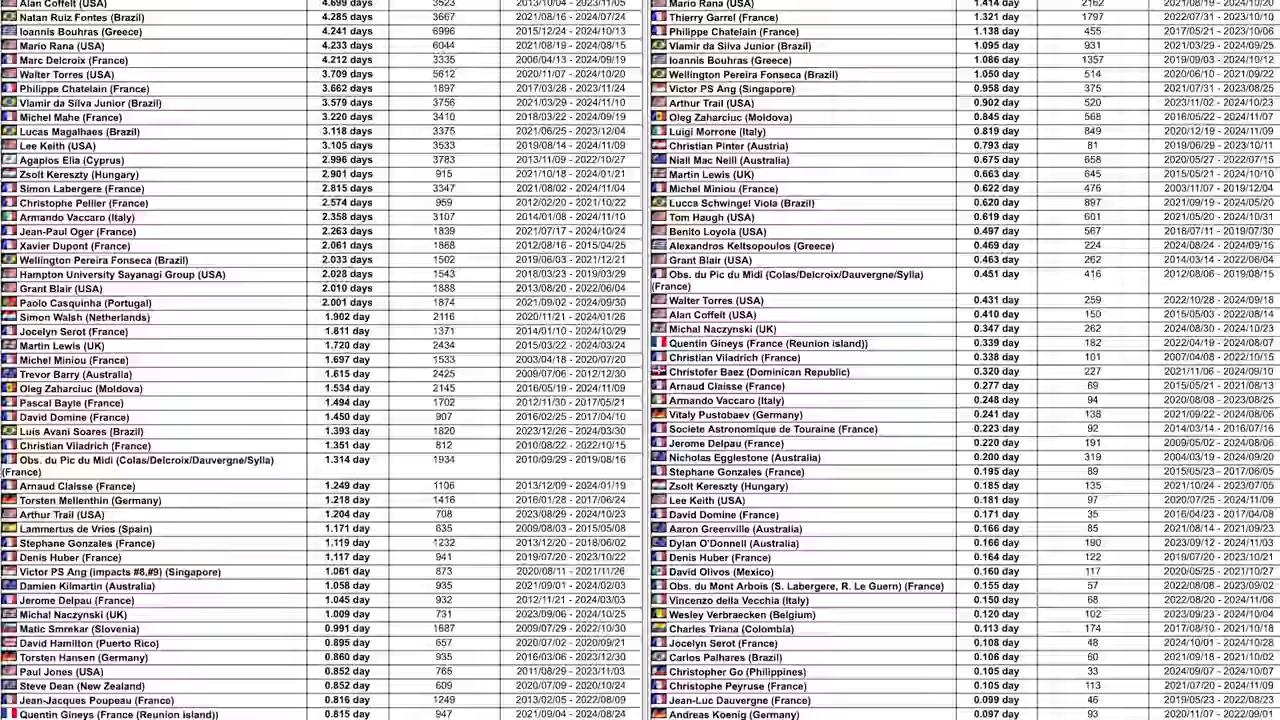 Alan Coffelt (USA) 4.699 days 3523 2013/10/04 - 2023/11/05
Natan Ruiz Fontes (Brazil) 4.285 days 3667 2021/08/16 - 2024/07/24
Ioannis Bouhras (Greece) 4.241 days 6996 2015/12/24 - 2024/10/13
Mario Rana (USA) 4.233 days 6044 2021/08/19 - 2024/08/15
Marc Delcroix (France) 4.212 days 3335 2006/04/13 - 2024/09/19
Walter Torres (USA) 3.709 days 5612 2020/11/07 - 2024/10/20
Philippe Chatelain (France) 3.662 days 1897 2017/03/28 - 2023/11/24
Vlamir da Silva Junior (Brazil) 3.579 days 3756 2021/03/29 - 2024/11/10
Michel Mahe (France) 3.220 days 3410 2018/03/22 - 2024/09/19
Lucas Magalhaes (Brazil) 3.118 days 3375 2021/06/25 - 2023/12/04
Lee Keith (USA) 3.105 days 3533 2019/08/14 - 2024/11/09
Agapios Elia (Cyprus) 2.996 days 3783 2013/11/09 - 2022/10/27
Zsolt Kereszty (Hungary) 2.901 days 915 2021/10/18 - 2024/01/21
Simon Labergere (France) 2.815 days 3347 2021/08/02 - 2024/11/04
Christophe Pellier (France) 2.574 days 959 2012/02/20 - 2021/10/22
Armando Vaccaro (Italy) 2.358 days 3107 2014/01/08 - 2024/11/10
Jean-Paul Oger (France) 2.263 days 1839 2021/07/17 - 2024/10/24
Xavier Dupont (France) 2.061 days 1868 2012/08/16 - 2015/04/25
Wellington Pereira Fonseca (Brazil) 2.033 days 1502 2019/06/03 - 2021/12/21
Hampton University Sayanagi Group (USA) 2.028 days 1543 2018/03/23 - 2019/03/29
Grant Blair (USA) 2.010 days 1888 2013/08/20 - 2022/06/04
Paolo Casquinha (Portugal) 2.001 days 1874 2021/09/02 - 2024/09/30
Simon Walsh (Netherlands) 1.902 day 2116 2020/11/21 - 2024/01/26
Jocelyn Serot (France) 1.811 day 1371 2014/01/10 - 2024/10/29
Martin Lewis (UK) 1.720 day 2434 2015/03/22 - 2024/03/24
Michel Miniou (France) 1.697 day 1533 2003/04/18 - 2020/07/20
Trevor Barry (Australia) 1.615 day 2425 2009/07/06 - 2012/12/30
Oleg Zaharciuc (Moldova) 1.534 day 2145 2016/05/19 - 2024/11/09
Pascal Bayle (France) 1.494 day 1702 2012/11/30 - 2017/05/21
David Domine (France) 1.450 day 907 2016/02/25 - 2017/04/10
Luis Avani Soares (Brazil) 1.393 day 1820 2023/12/26 - 2024/03/30
Christian Viladrich (France) 1.351 day 812 2010/08/22 - 2022/10/15
Obs. du Pic du Midi (Colas/Delcroix/Dauvergne/Sylla) 1.314 day 1934 2010/09/29 - 2019/08/16
(France)
Arnaud Claisse (France) 1.249 day 1106 2013/12/09 - 2024/01/19
Torsten Mellenthin (Germany) 1.218 day 1416 2016/01/28 - 2017/06/24
Arthur Trail (USA) 1.204 day 708 2023/08/29 - 2024/10/23
Lammertus de Vries (Spain) 1.171 day 635 2009/08/03 - 2015/05/08
Stephane Gonzales (France) 1.119 day 1232 2013/12/20 - 2018/06/02
Denis Huber (France) 1.117 day 941 2019/07/20 - 2023/10/22
Victor PS Ang (impacts #8,#9) (Singapore) 1.061 day 873 2020/08/11 - 2021/11/26
Damien Kilmartin (Australia) 1.058 day 935 2021/09/01 - 2024/02/03
Jerome Delpau (France) 1.045 day 932 2012/11/21 - 2024/03/03
Michal Naczynski (UK) 1.009 day 731 2023/09/06 - 2024/10/25
Matic Smrekar (Slovenia) 0.991 day 1687 2009/07/29 - 2022/10/30
David Hamilton (Puerto Rico) 0.895 day 657 2020/07/02 - 2020/09/21
Torsten Hansen (Germany) 0.860 day 935 2016/03/06 - 2023/12/30
Paul Jones (USA) 0.852 day 765 2011/08/29 - 2023/11/03
Steve Dean (New Zealand) 0.852 day 609 2020/07/09 - 2020/10/24
Jean-Jacques Poupeau (France) 0.816 day 1249 2013/02/05 - 2022/08/09
Quentin Gineys (France (Reunion island)) 0.815 day 947 2021/09/04 - 2024/08/24
Mario Rana (USA) 1.414 day 2162 2021/08/19 - 2024/10/20
Thierry Garrel (France) 1.321 day 1797 2022/07/31 - 2023/10/10
Philippe Chatelain (France) 1.138 day 455 2017/05/21 - 2023/10/06
Vlamir da Silva Junior (Brazil) 1.095 day 931 2021/03/29 - 2024/09/25
Ioannis Bouhras (Greece) 1.086 day 1357 2019/09/03 - 2024/10/12
Wellington Pereira Fonseca (Brazil) 1.050 day 514 2020/06/10 - 2021/09/22
Victor PS Ang (Singapore) 0.958 day 375 2021/07/31 - 2023/08/25
Arthur Trail (USA) 0.902 day 520 2023/11/02 - 2024/10/23
Oleg Zaharciuc (Moldova) 0.845 day 568 2016/05/22 - 2024/11/07
Luigi Morrone (Italy) 0.819 day 849 2020/12/19 - 2024/11/09
Christian Pinter (Austria) 0.793 day 81 2019/06/29 - 2023/10/11
Niall Mac Neill (Australia) 0.675 day 658 2020/05/27 - 2022/07/15
Martin Lewis (UK) 0.663 day 645 2015/05/21 - 2024/10/10
Michel Miniou (France) 0.622 day 476 2003/11/07 - 2019/12/04
Lucca Schwingel Viola (Brazil) 0.620 day 897 2021/09/19 - 2024/05/20
Tom Haugh (USA) 0.619 day 601 2021/05/20 - 2024/10/31
Benito Loyola (USA) 0.497 day 567 2018/07/11 - 2019/07/30
Alexandros Keltsopoulos (Greece) 0.469 day 224 2024/08/24 - 2024/09/15
Grant Blair (USA) 0.463 day 262 2014/03/14 - 2022/06/04
Obs. du Pic du Midi (Colas/Delcroix/Dauvergne/Sylla) 0.451 day 416 2012/08/06 - 2019/08/15
(France)
Walter Torres (USA) 0.431 day 259 2022/10/28 - 2024/09/18
Alan Coffelt (USA) 0.410 day 150 2015/05/03 - 2022/08/14
Michal Naczynski (UK) 0.347 day 262 2024/08/30 - 2024/10/23
Quentin Gineys (France (Reunion island)) 0.339 day 182 2022/04/19 - 2024/08/07
Christian Viladrich (France) 0.338 day 101 2007/04/08 - 2022/10/15
Christofer Baez (Dominican Republic) 0.320 day 227 2021/11/06 - 2024/09/10
Arnaud Claisse (France) 0.277 day 69 2015/05/21 - 2021/08/13
Armando Vaccaro (Italy) 0.248 day 94 2020/08/08 - 2023/08/25
Vitaly Pustobaev (Germany) 0.241 day 138 2021/09/22 - 2024/08/06
Societe Astronomique de Touraine (France) 0.223 day 92 2014/03/14 - 2016/07/16
Jerome Delpau (France) 0.220 day 191 2009/05/02 - 2024/08/06
Nicholas Egglestone (Australia) 0.200 day 319 2004/03/19 - 2024/09/20
Stephane Gonzales (France) 0.195 day 89 2015/05/23 - 2017/06/05
Zsolt Kereszty (Hungary) 0.185 day 135 2021/10/24 - 2023/07/05
Lee Keith (USA) 0.181 day 97 2020/07/25 - 2024/11/09
David Domine (France) 0.171 day 35 2016/04/23 - 2017/04/08
Aaron Greenville (Australia) 0.166 day 85 2021/08/14 - 2021/09/23
Dylan O'Donnell (Australia) 0.166 day 190 2023/09/12 - 2023/10/03
Denis Huber (France) 0.164 day 122 2019/07/20 - 2023/10/21
David Olivos (Mexico) 0.160 day 117 2020/05/25 - 2021/10/27
Obs. du Mont Arbois (S. Labergere, R. Le Guern) (France) 0.155 day 57 2022/08/08 - 2023/09/02
Vincenzo della Vecchia (Italy) 0.150 day 68 2022/08/20 - 2024/11/06
Wesley Verbraecken (Belgium) 0.120 day 102 2023/09/23 - 2024/10/04
Charles Triana (Colombia) 0.113 day 174 2017/08/10 - 2021/10/18
Jocelyn Serot (France) 0.108 day 48 2024/10/01 - 2024/10/28
Carlos Palhares (Brazil) 0.106 day 60 2021/09/18 - 2021/10/02
Christopher Go (Philippines) 0.105 day 33 2024/09/07 - 2024/10/16
Christophe Peyruse (France) 0.105 day 113 2021/07/20 - 2024/11/09
Jean-Luc Dauvergne (France) 0.099 day 46 2019/05/26 - 2022/08/23
Andreas Koenig (Germany) 0.097 day 93 2020/11/07 - 2022/09/01